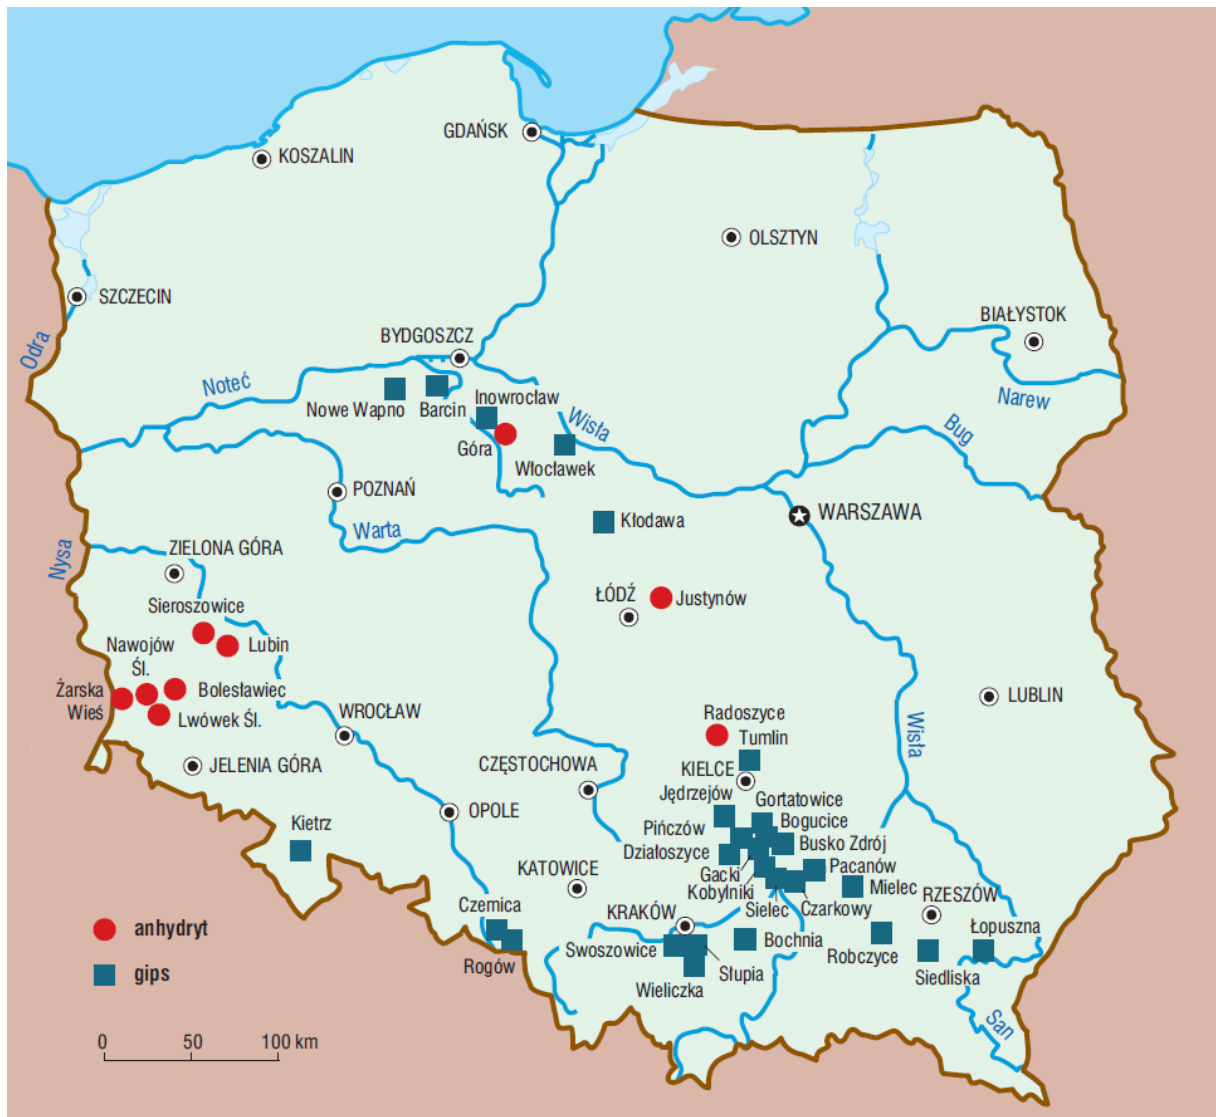 GDAŃSK
KOSZALIN
OLSZTYN
SZCZECIN
BIAŁYSTOK
Odra
BYDGOSZCZ
Noteć
Nowe Wapno
Barcin
Inowrocław
Narew
Wisła
Bug
Góra
Włocławek
POZNAŃ
WARSZAWA
Kłodawa
Warta
Nysa
ZIELONA GÓRA
ŁÓDŹ
Justynów
Sieroszowice
Nawojów
Śl.
Lubin
Żarska
Wieś
Bolesławiec
Lwówek Śl.
LUBLIN
WROCŁAW
Radoszyce
Tumlin
Wisła
JELENIA GÓRA
CZĘSTOCHOWA
KIELCE
Jędrzejów
Gortatowice
OPOLE
Kietrz
Pińczów
Bogucice
Działoszyce
Busko Zdrój
Gacki
Pacanów
KATOWICE
Kobylniki
Mielec
RZESZÓW
Czernica
KRAKÓW
Sielec
Czarkowy
Łopuszna
anhydryt
Swoszowice
Bochnia
Robczyce
Rogów
Słupia
Siedliska
gips
Wieliczka
San
0 50 100 km